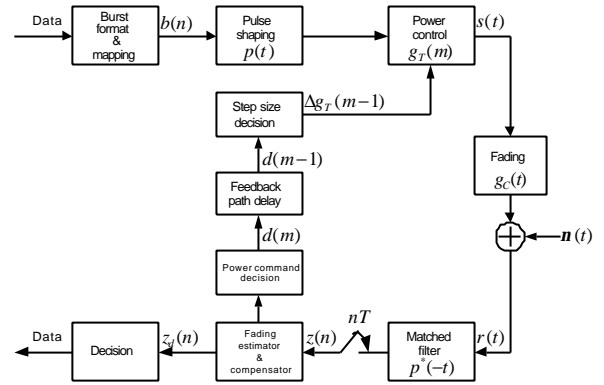 Data
Burst
format
&
mapping
b(n)
Pulse
shaping
p(t)
Power
control
g_T(m)
s(t)
Step size
decision
Δg_T(m−1)
d(m−1)
Feedback
path delay
d(m)
Power command
decision
Fading
g_C(t)
n(t)
r(t)
Matched
filter
p*(-t)
nT
z(n)
Fading
estimator
&
compensator
z_d(n)
Decision
Data